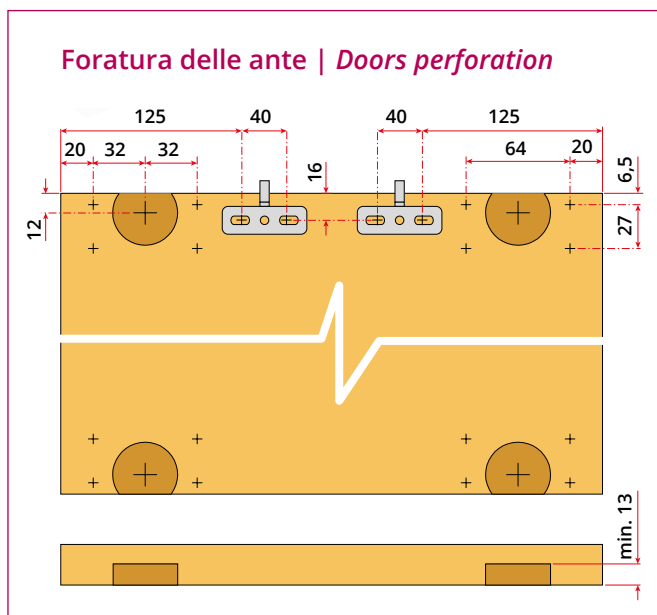 Foratura delle ante | Doors perforation
125 40 40 125
20 32 32 16 64 20 6,5
12 27
min. 13